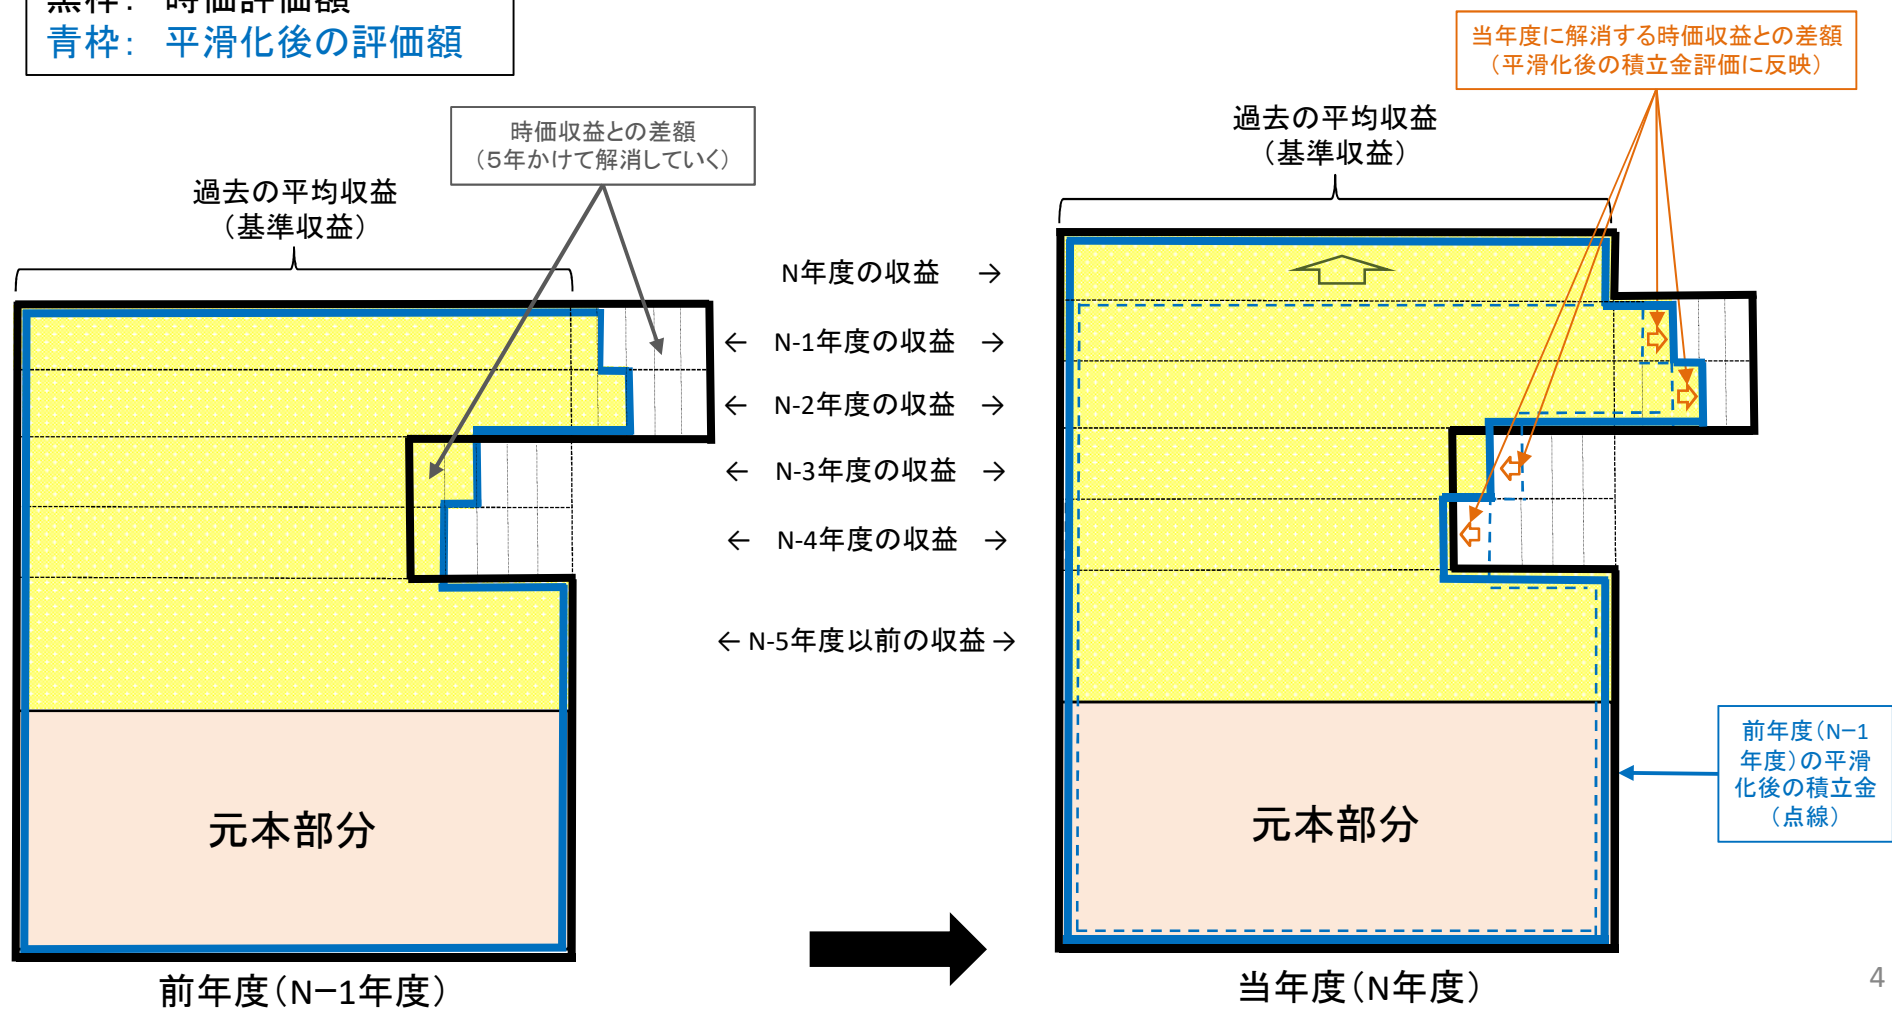 黒枠： 時価評価額
青枠： 平滑化後の評価額
当年度に解消する時価収益との差額
（平滑化後の積立金評価に反映）
時価収益との差額
（５年かけて解消していく）
過去の平均収益
（基準収益）
過去の平均収益
（基準収益）
N年度の収益 →
← N-1年度の収益 →
← N-2年度の収益 →
← N-3年度の収益 →
← N-4年度の収益 →
← N-5年度以前の収益 →
元本部分
元本部分
前年度（N−1
年度）の平滑
化後の積立金
（点線）
前年度（N−1年度）
当年度（N年度）
4